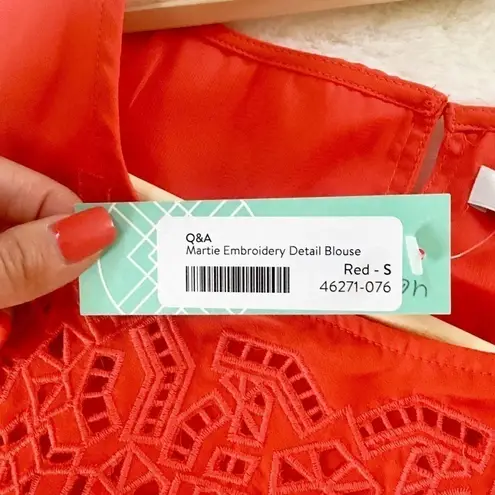 Q&A
Martie Embroidery Detail Blouse
Red - S
46271-076